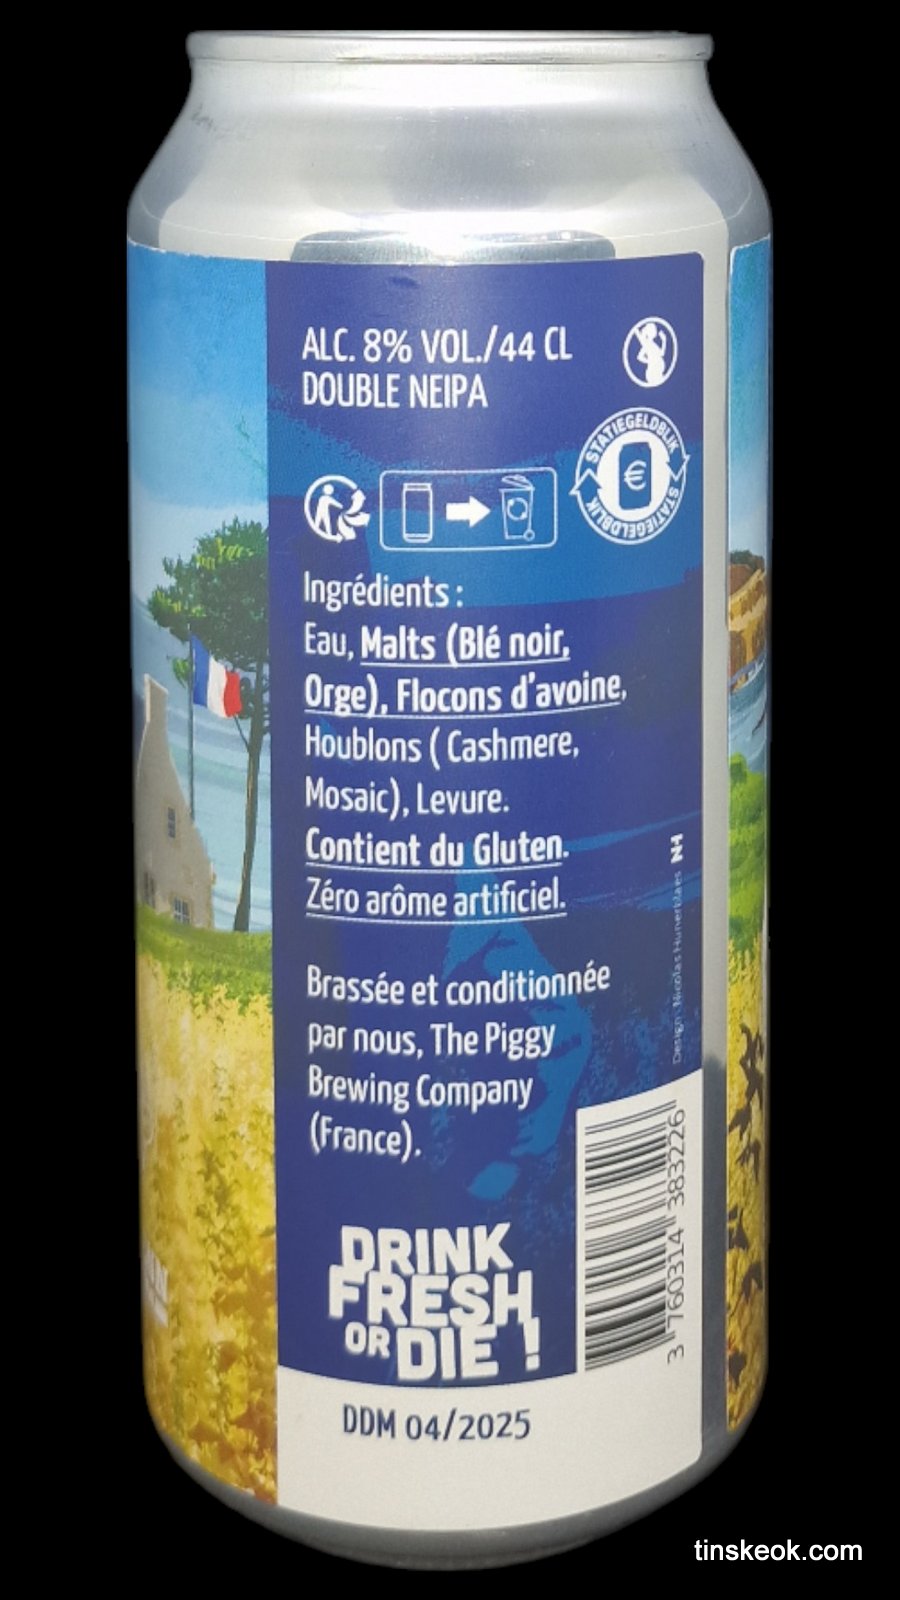 ALC. 8% VOL./44 CL
DOUBLE NEIPA
STATIEGELDBLIK
€
STATIEGELDBLIK
Ingrédients :
Eau, Malts (Blé noir,
Orge), Flocons d'avoine,
Houblons ( Cashmere,
Mosaic), Levure.
Contient du Gluten.
Zéro arôme artificiel.
Brassée et conditionnée
par nous, The Piggy
Brewing Company
(France).
Design: Nicolas Hunerblaes NH
DRINK
FRESH
OR DIE !
3 760314 383226
DDM 04/2025
tinskeok.com